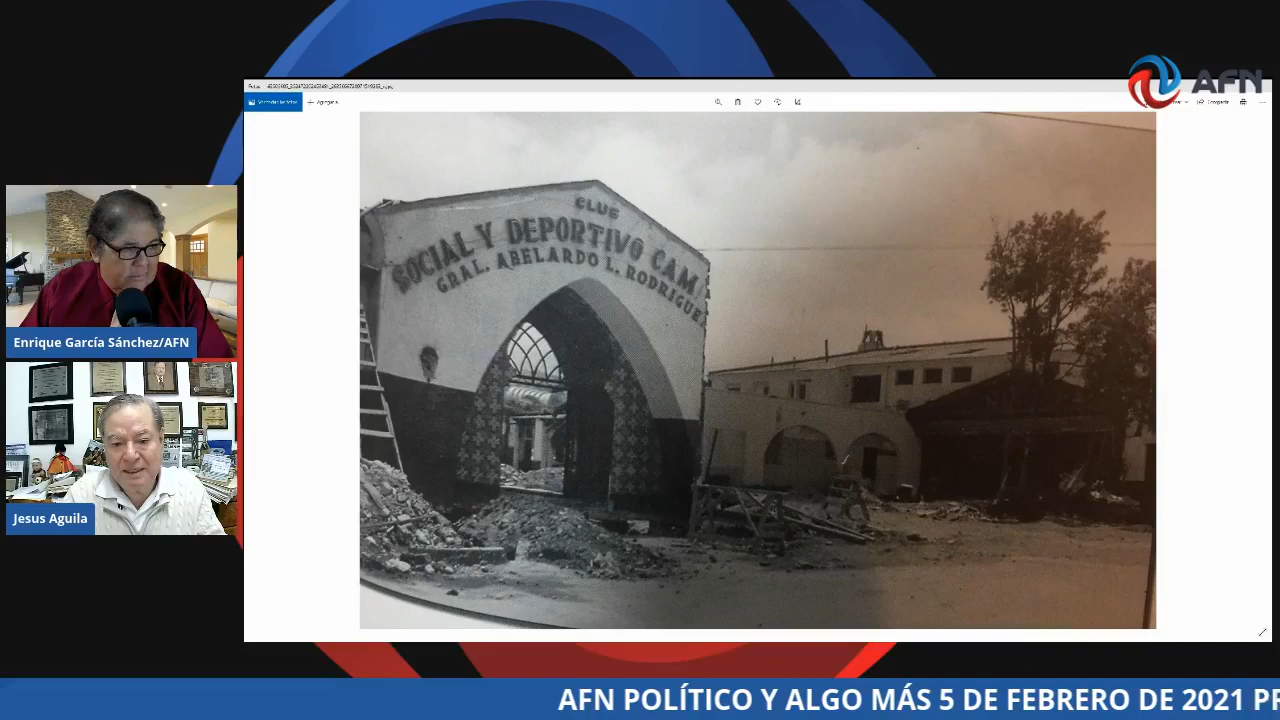 AFN
Compartir
CLUB
SOCIAL Y DEPORTIVO CAM
GRAL. ABELARDO L. RODRIGUE
Enrique García Sánchez/AFN
Jesus Aguila
AFN POLÍTICO Y ALGO MÁS 5 DE FEBRERO DE 2021 PR